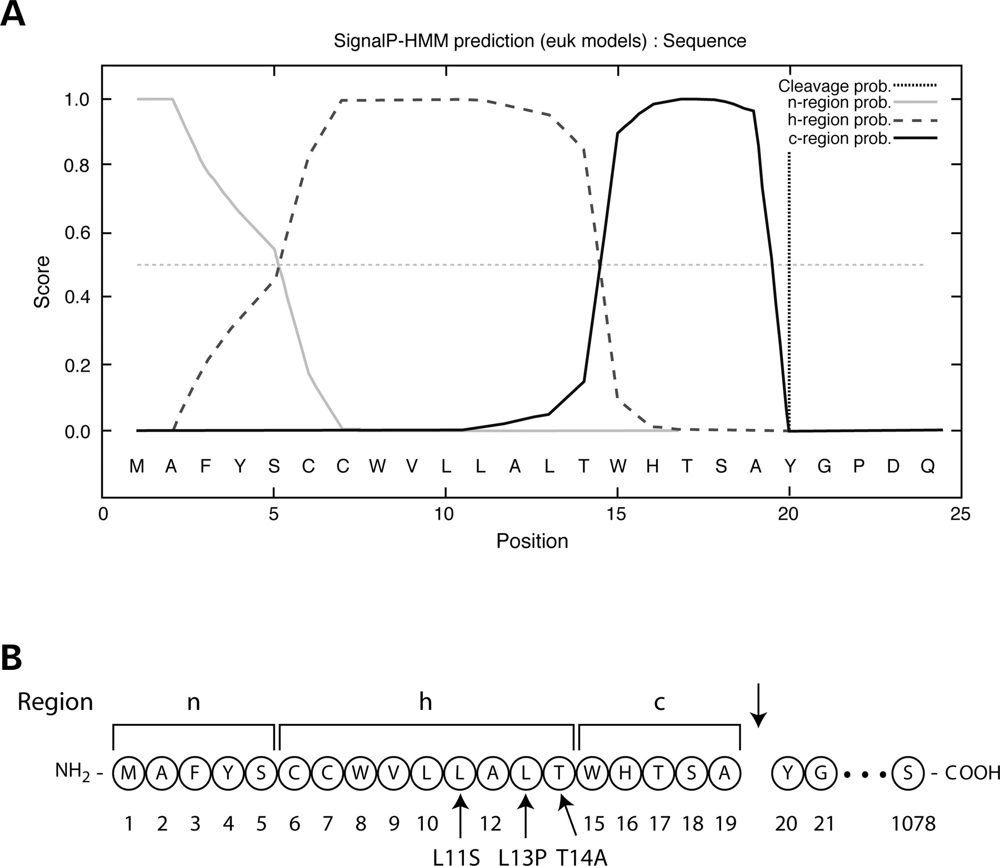 A
SignalP-HMM prediction (euk models) : Sequence
Cleavage prob.
n-region prob.
h-region prob.
c-region prob.
1.0
0.8
0.6
0.4
0.2
0.0
Score
M A F Y S C C W V L L A L T W H T S A Y G P D Q
0 5 10 15 20 25
Position
B
Region n h c
NH2 - M A F Y S C C W V L L A L T W H T S A Y G • • • S - COOH
1 2 3 4 5 6 7 8 9 10 12 15 16 17 18 19 20 21 1078
L11S L13P T14A